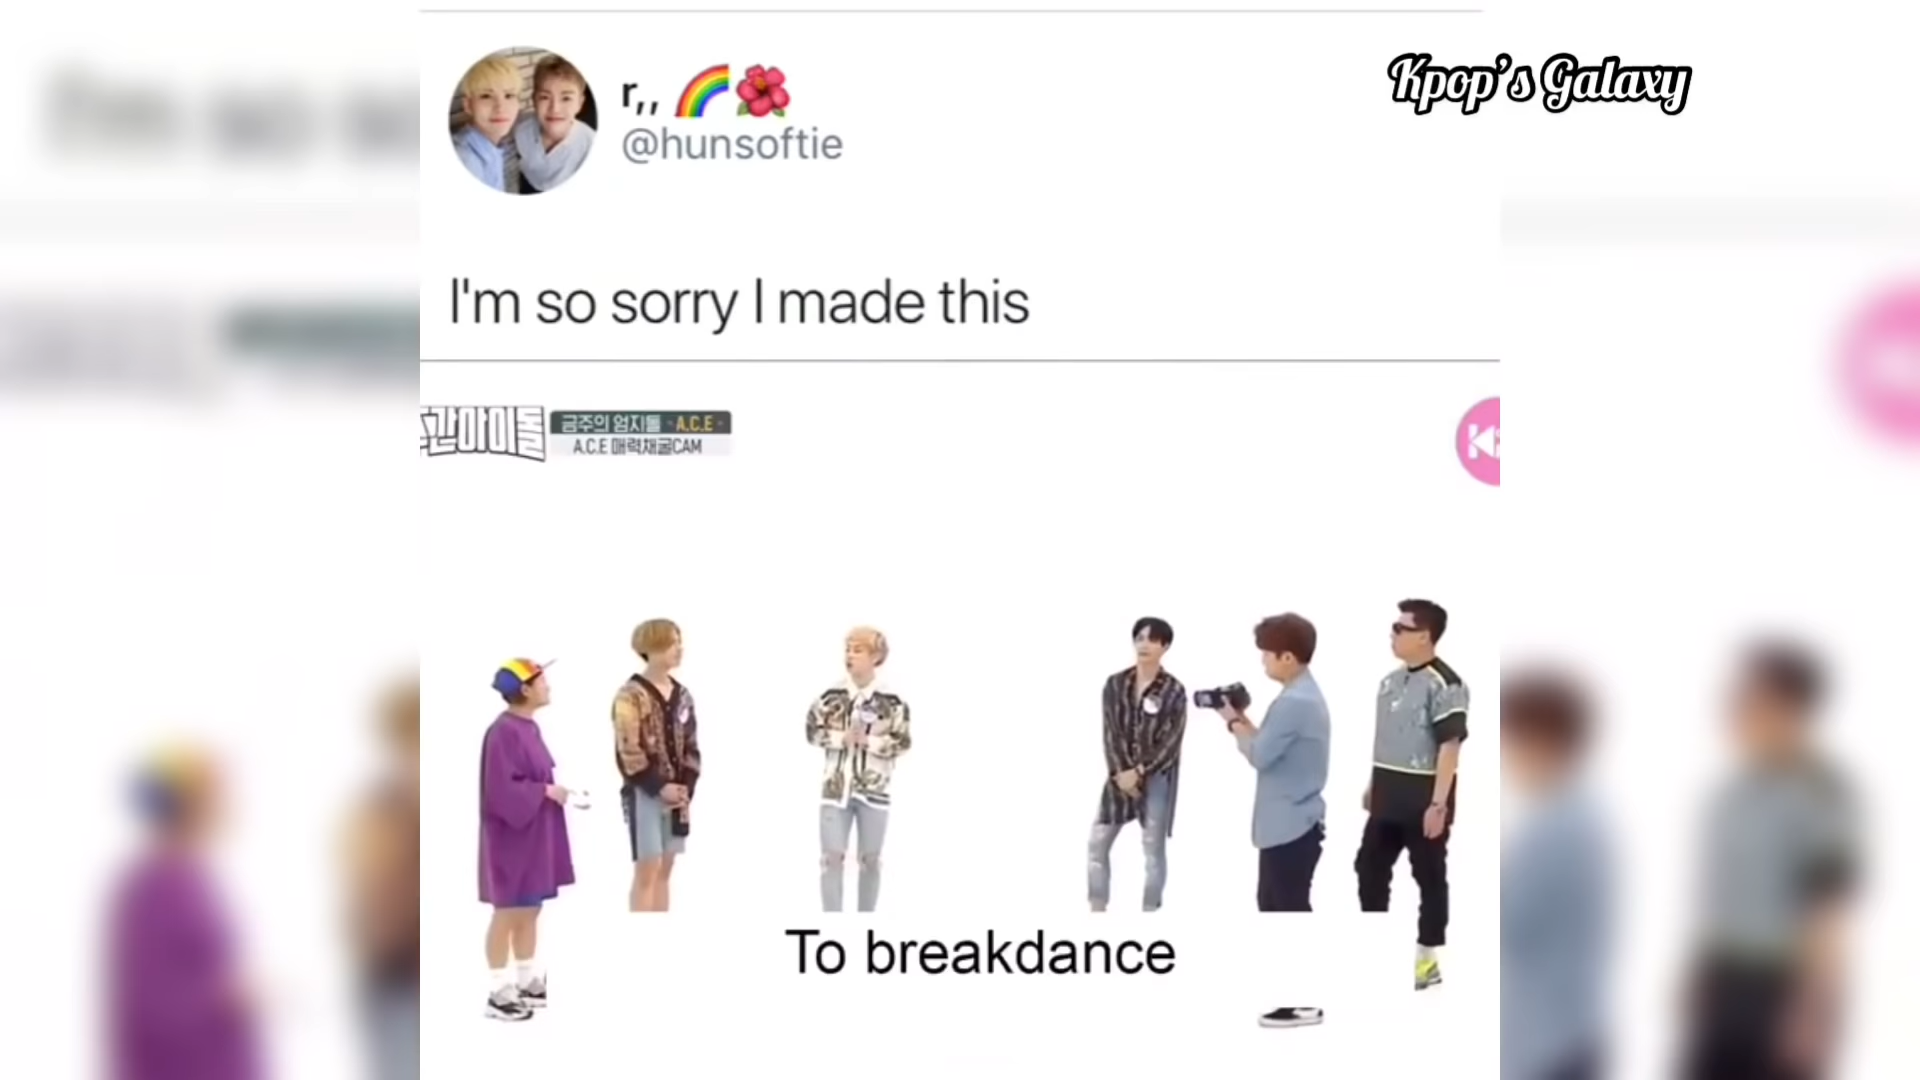 r,, 🌈🌺
Kpop's Galaxy
@hunsoftie
I'm so sorry I made this
간아이돌
금주의 엄지돌 - A.C.E -
A.C.E 매력채굴CAM
To breakdance